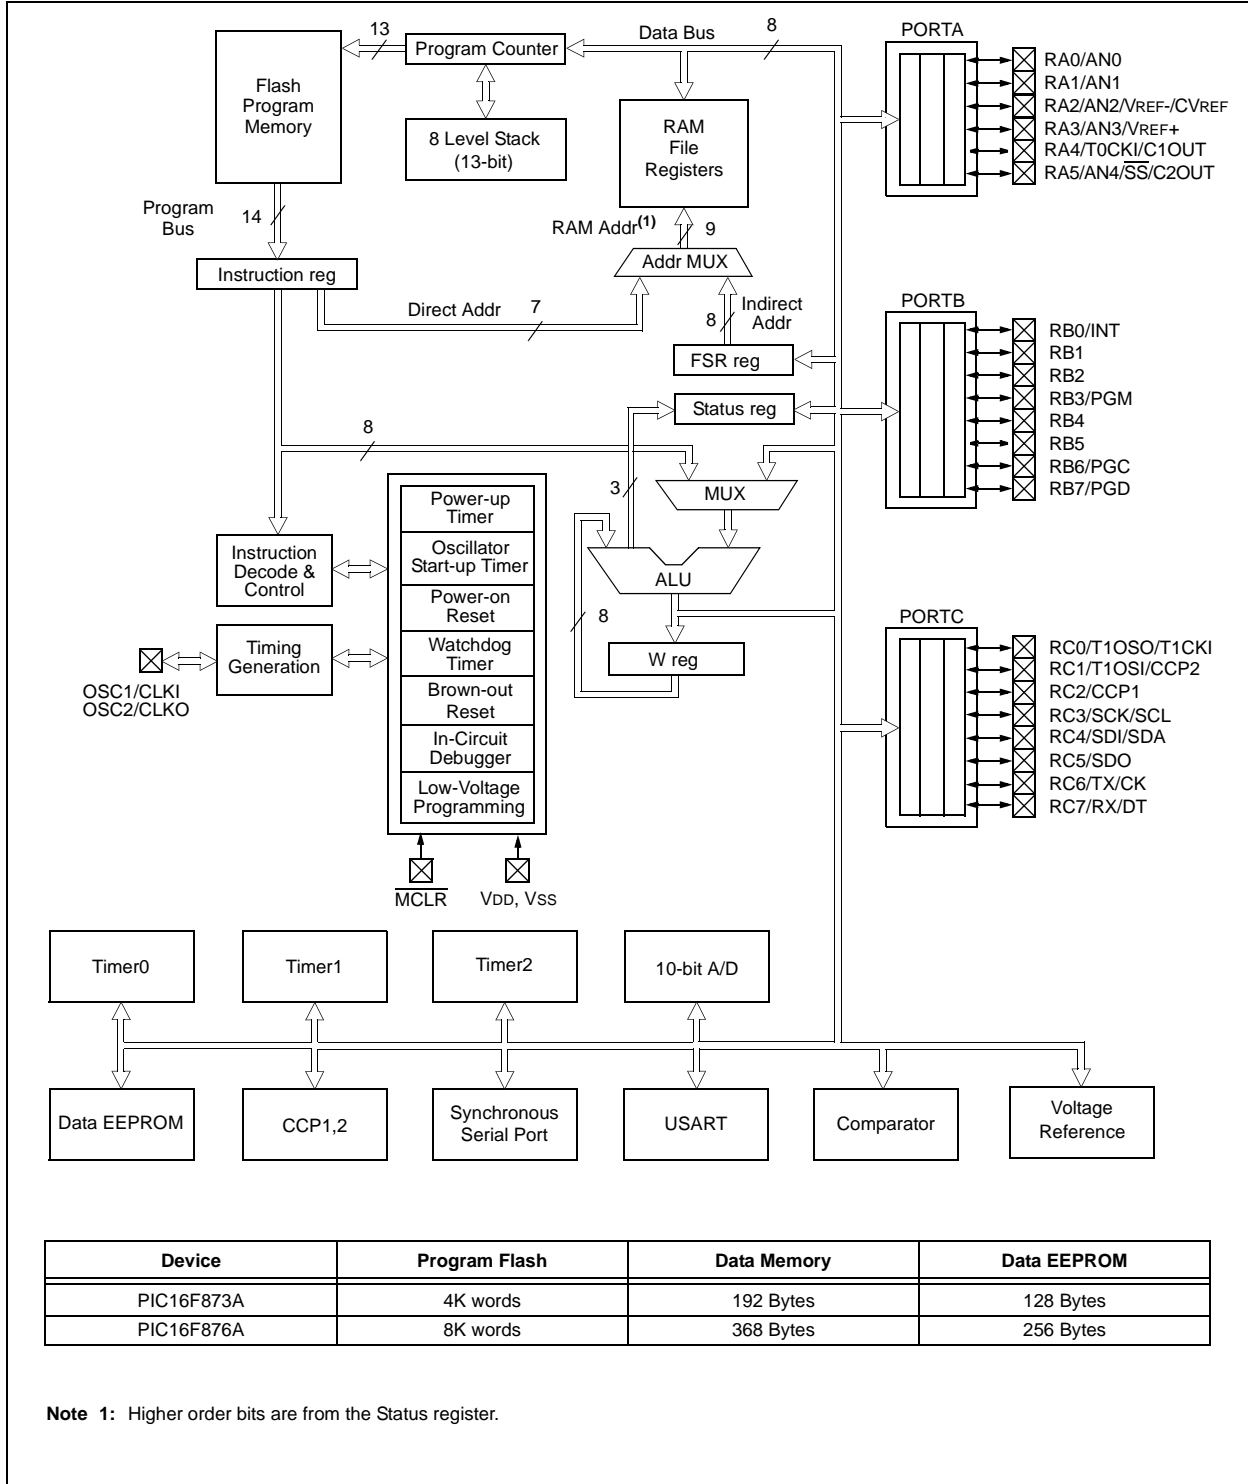 13
Program Counter
Data Bus
8
PORTA
Flash
Program
Memory
8 Level Stack
(13-bit)
RAM
File
Registers
RA0/AN0
RA1/AN1
RA2/AN2/VREF-/CVREF
RA3/AN3/VREF+
RA4/T0CKI/C1OUT
RA5/AN4/SS/C2OUT
Program
Bus
14
RAM Addr(1)
9
Addr MUX
Instruction reg
Direct Addr
7
8
Indirect
Addr
FSR reg
Status reg
PORTB
RB0/INT
RB1
RB2
RB3/PGM
RB4
RB5
RB6/PGC
RB7/PGD
8
3
MUX
ALU
8
W reg
Power-up
Timer
Oscillator
Start-up Timer
Power-on
Reset
Watchdog
Timer
Brown-out
Reset
In-Circuit
Debugger
Low-Voltage
Programming
Instruction
Decode &
Control
Timing
Generation
OSC1/CLKI
OSC2/CLKO
MCLR
VDD, VSS
PORTC
RC0/T1OSO/T1CKI
RC1/T1OSI/CCP2
RC2/CCP1
RC3/SCK/SCL
RC4/SDI/SDA
RC5/SDO
RC6/TX/CK
RC7/RX/DT
Timer0
Timer1
Timer2
10-bit A/D
Data EEPROM
CCP1,2
Synchronous
Serial Port
USART
Comparator
Voltage
Reference
Device Program Flash Data Memory Data EEPROM
PIC16F873A 4K words 192 Bytes 128 Bytes
PIC16F876A 8K words 368 Bytes 256 Bytes
Note 1: Higher order bits are from the Status register.